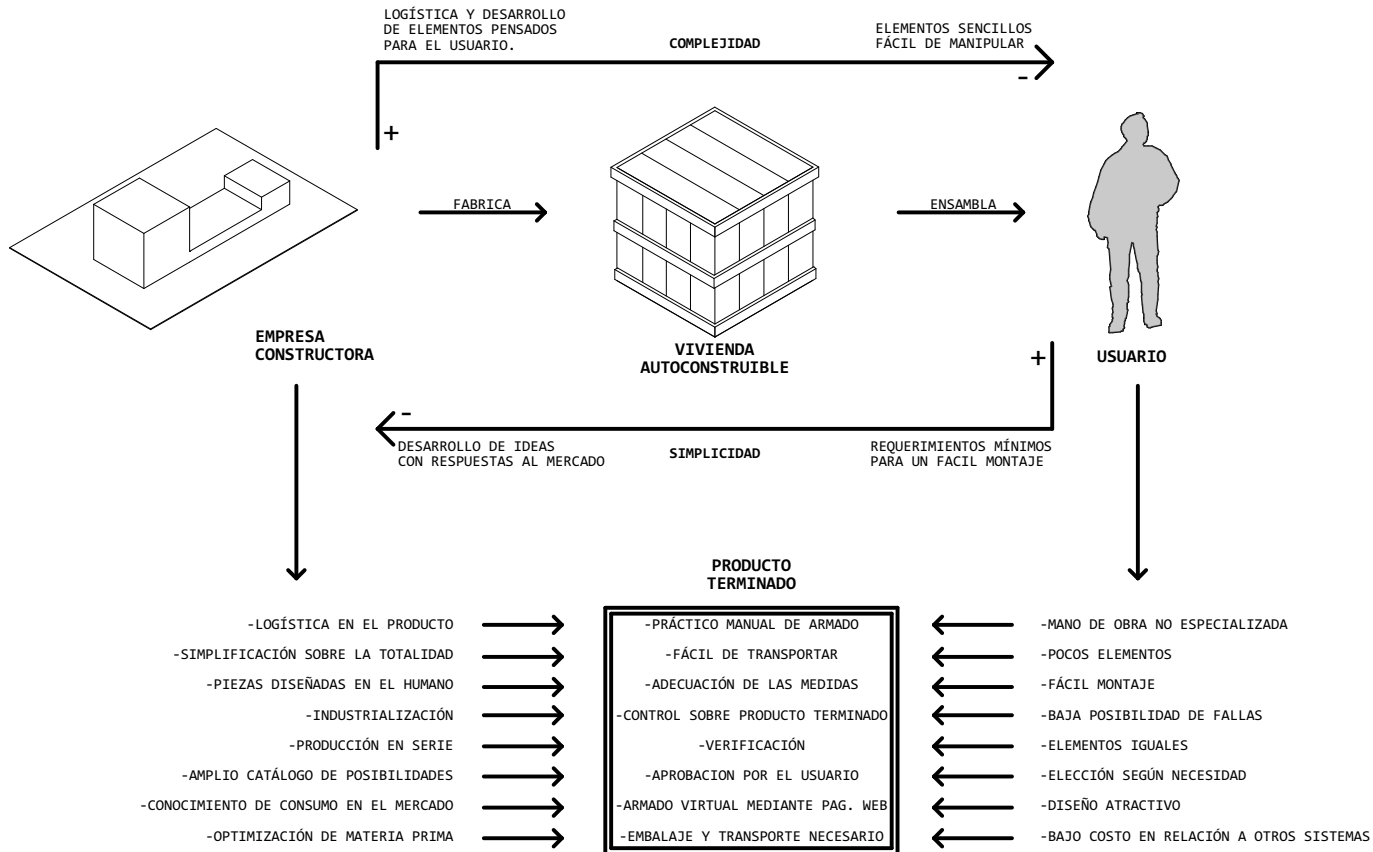 LOGÍSTICA Y DESARROLLO
DE ELEMENTOS PENSADOS
PARA EL USUARIO.
COMPLEJIDAD
ELEMENTOS SENCILLOS
FÁCIL DE MANIPULAR
-
+
FABRICA
ENSAMBLA
EMPRESA
CONSTRUCTORA
VIVIENDA
AUTOCONSTRUIBLE
+
USUARIO
-
DESARROLLO DE IDEAS
CON RESPUESTAS AL MERCADO
SIMPLICIDAD
REQUERIMIENTOS MÍNIMOS
PARA UN FACIL MONTAJE
PRODUCTO
TERMINADO
-LOGÍSTICA EN EL PRODUCTO
-PRÁCTICO MANUAL DE ARMADO
-MANO DE OBRA NO ESPECIALIZADA
-SIMPLIFICACIÓN SOBRE LA TOTALIDAD
-FÁCIL DE TRANSPORTAR
-POCOS ELEMENTOS
-PIEZAS DISEÑADAS EN EL HUMANO
-ADECUACIÓN DE LAS MEDIDAS
-FÁCIL MONTAJE
-INDUSTRIALIZACIÓN
-CONTROL SOBRE PRODUCTO TERMINADO
-BAJA POSIBILIDAD DE FALLAS
-PRODUCCIÓN EN SERIE
-VERIFICACIÓN
-ELEMENTOS IGUALES
-AMPLIO CATÁLOGO DE POSIBILIDADES
-APROBACION POR EL USUARIO
-ELECCIÓN SEGÚN NECESIDAD
-CONOCIMIENTO DE CONSUMO EN EL MERCADO
-ARMADO VIRTUAL MEDIANTE PAG. WEB
-DISEÑO ATRACTIVO
-OPTIMIZACIÓN DE MATERIA PRIMA
-EMBALAJE Y TRANSPORTE NECESARIO
-BAJO COSTO EN RELACIÓN A OTROS SISTEMAS